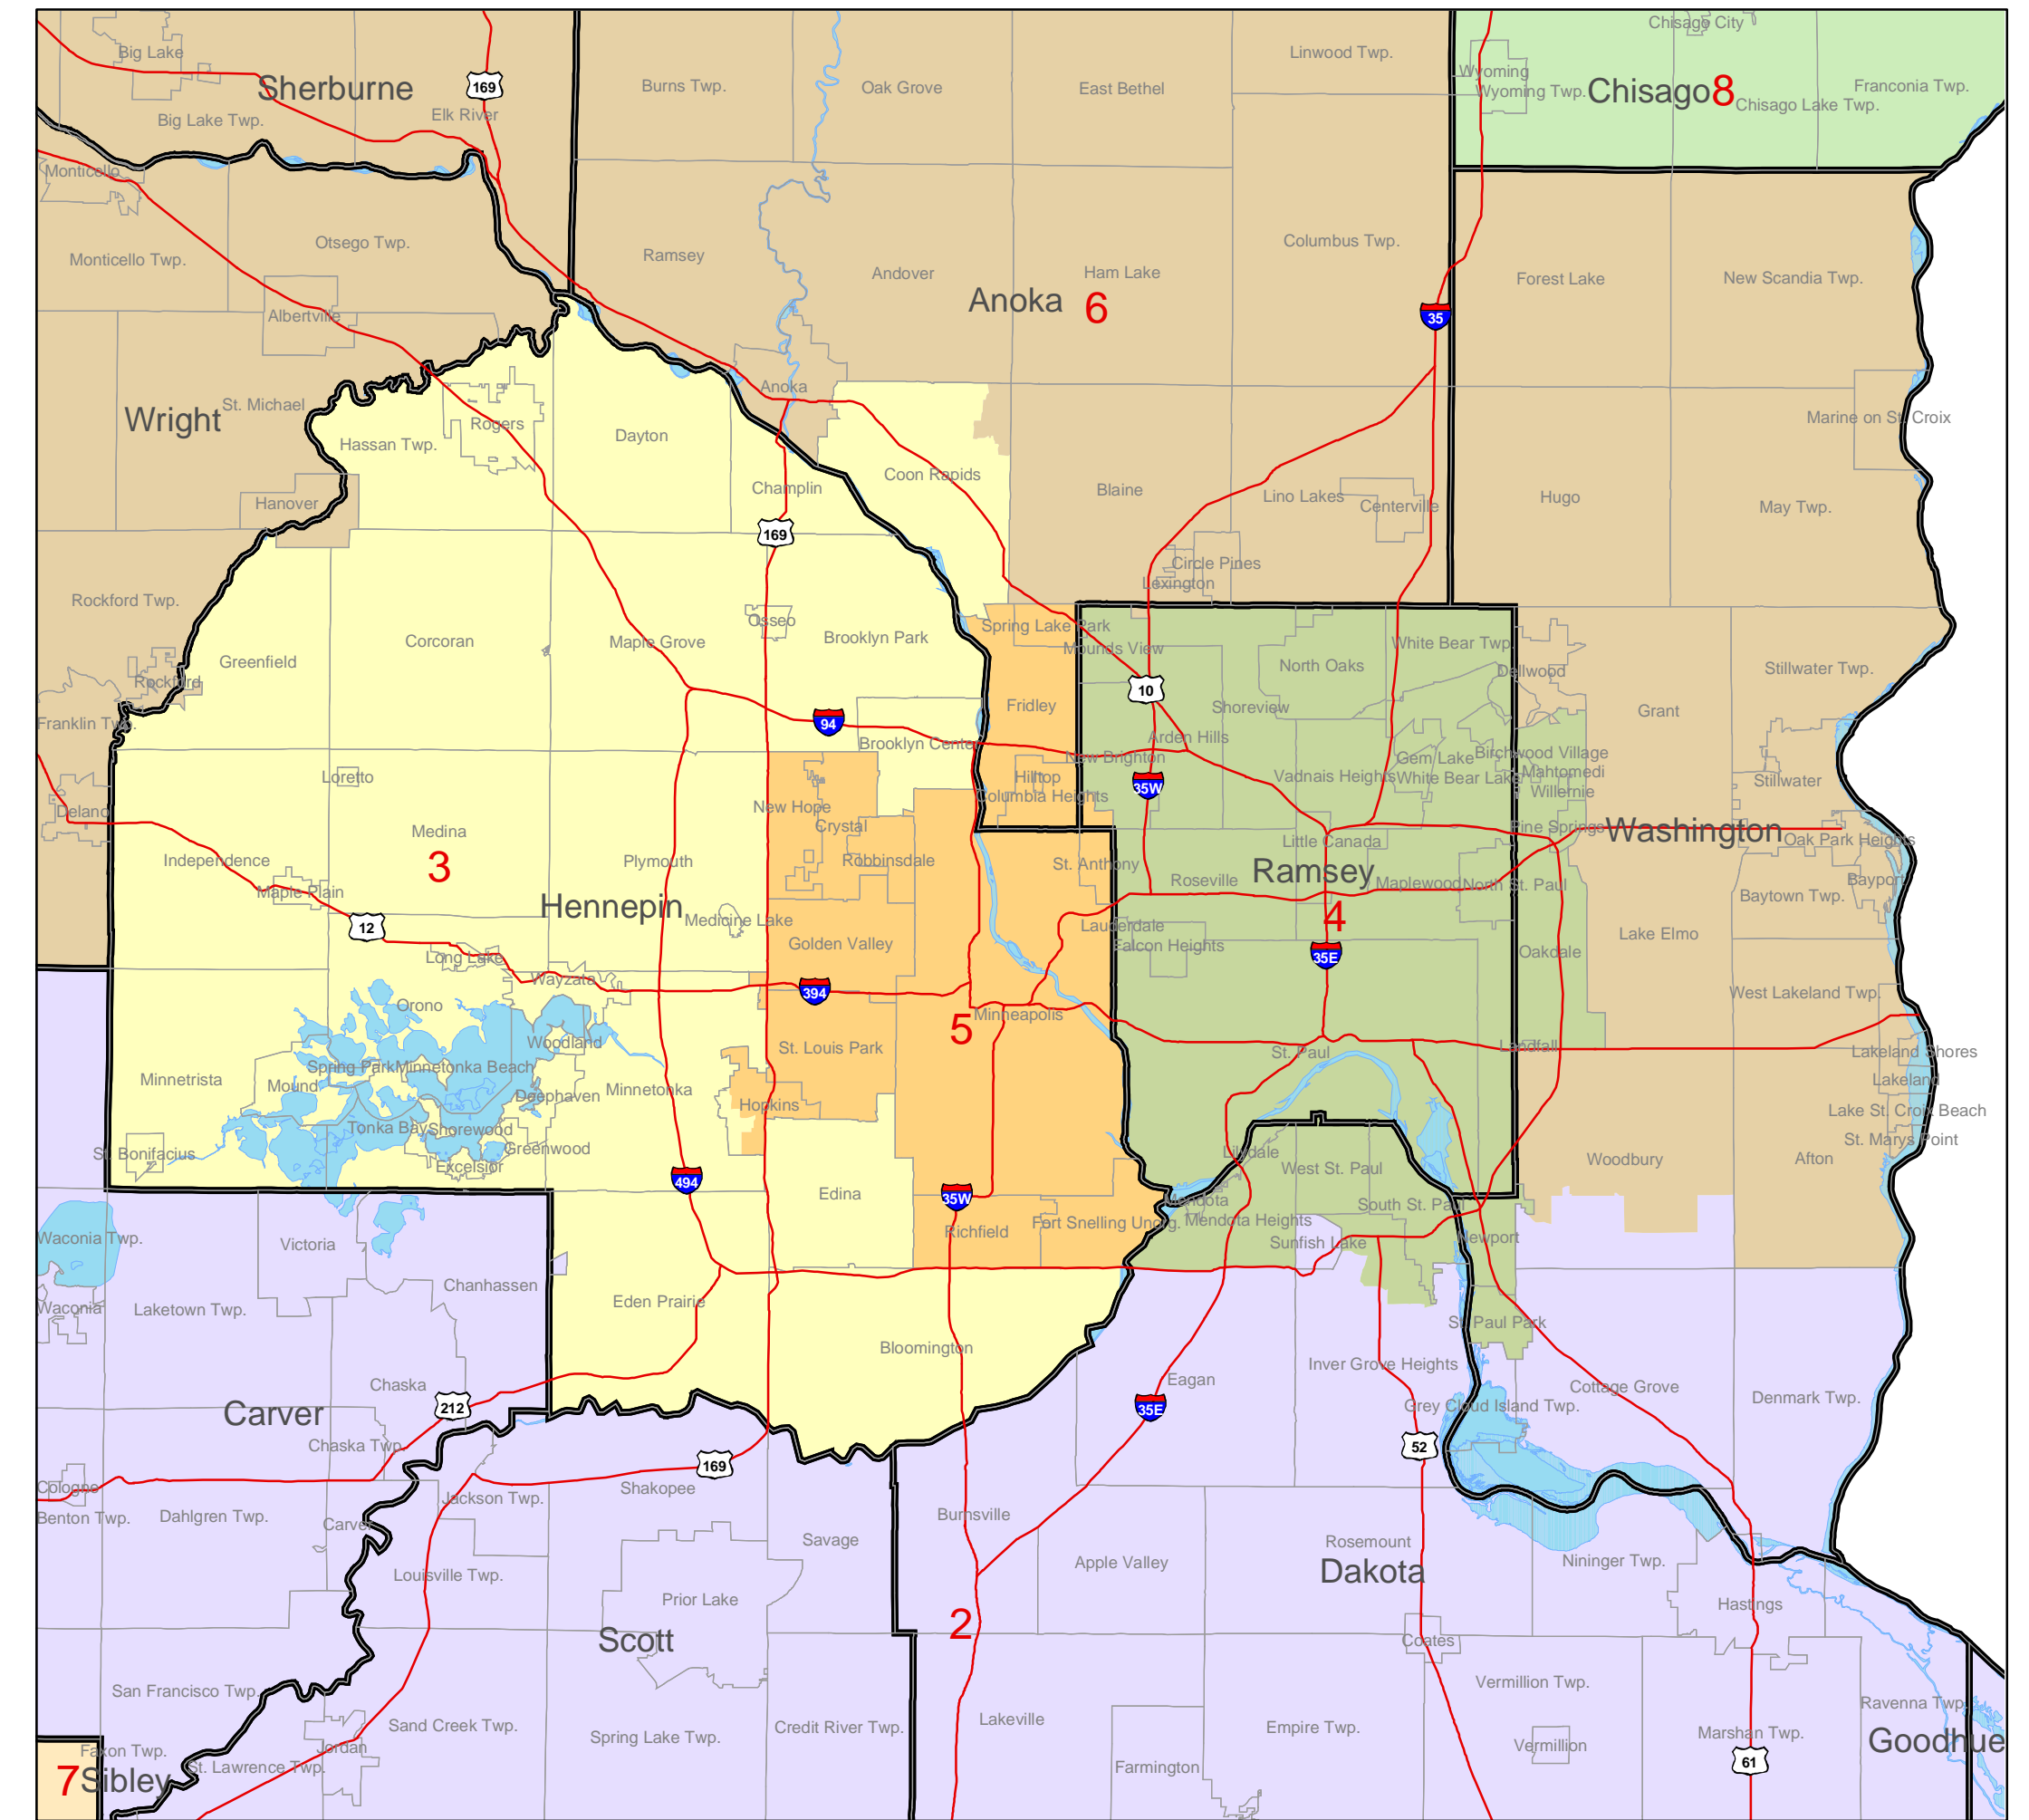 Chisago City
Big Lake
Linwood Twp.
Wyoming
Sherburne
169
Burns Twp.
Oak Grove
East Bethel
Wyoming Twp.
Chisago
8
Franconia Twp.
Chisago Lake Twp.
Big Lake Twp.
Elk River
Monticello
Otsego Twp.
Columbus Twp.
Monticello Twp.
Ramsey
Andover
Ham Lake
Forest Lake
New Scandia Twp.
Anoka
6
Albertville
35
Anoka
Wright
St. Michael
Rogers
Marine on St. Croix
Hassan Twp.
Dayton
Coon Rapids
Champlin
Blaine
Lino Lakes
Centerville
Hugo
May Twp.
Hanover
169
Circle Pines
Lexington
Rockford Twp.
Osseo
Spring Lake Park
Corcoran
Maple Grove
Brooklyn Park
Mounds View
White Bear Twp.
Greenfield
North Oaks
Dellwood
Stillwater Twp.
Rockford
10
Fridley
Shoreview
Grant
Franklin Twp.
94
Brooklyn Center
Arden Hills
New Brighton
Gem Lake
Birchwood Village
Loretto
Hilltop
35W
Vadnais Heights
White Bear Lake
Mahtomedi
Stillwater
Willernie
Columbia Heights
New Hope
Delano
Medina
Crystal
Pine Springs
Washington
Oak Park Heights
Independence
3
Plymouth
Robbinsdale
St. Anthony
Little Canada
Ramsey
Roseville
Maplewood
North St. Paul
Bayport
Maple Plain
Baytown Twp.
Hennepin
Medicine Lake
4
12
Lauderdale
Golden Valley
Falcon Heights
Lake Elmo
Long Lake
35E
Oakdale
Wayzata
394
West Lakeland Twp.
Orono
Minneapolis
5
Woodland
St. Louis Park
St. Paul
Landfall
Lakeland Shores
Spring Park
Minnetonka Beach
Minnetrista
Mound
Minnetonka
Lakeland
Deephaven
Hopkins
Lake St. Croix Beach
Tonka Bay
Shorewood
St. Marys Point
Greenwood
St. Bonifacius
Lilydale
Excelsior
West St. Paul
Woodbury
Afton
494
Edina
35W
Mendota
South St. Paul
Fort Snelling Unorg.
Mendota Heights
Richfield
Waconia Twp.
Victoria
Sunfish Lake
Newport
Chanhassen
Waconia
Laketown Twp.
Eden Prairie
St. Paul Park
Bloomington
Inver Grove Heights
Eagan
Chaska
Cottage Grove
Denmark Twp.
212
35E
Grey Cloud Island Twp.
Carver
Chaska Twp.
52
169
Cologne
Shakopee
Jackson Twp.
Benton Twp.
Dahlgren Twp.
Carver
Burnsville
Savage
Rosemount
Apple Valley
Nininger Twp.
Louisville Twp.
Dakota
Prior Lake
Hastings
2
Scott
Coates
San Francisco Twp.
Vermillion Twp.
Ravenna Twp.
Sand Creek Twp.
Lakeville
Spring Lake Twp.
Credit River Twp.
Empire Twp.
Marshan Twp.
Goodhue
Faxon Twp.
Jordan
Vermillion
St. Lawrence Twp.
7
Sibley
Farmington
61